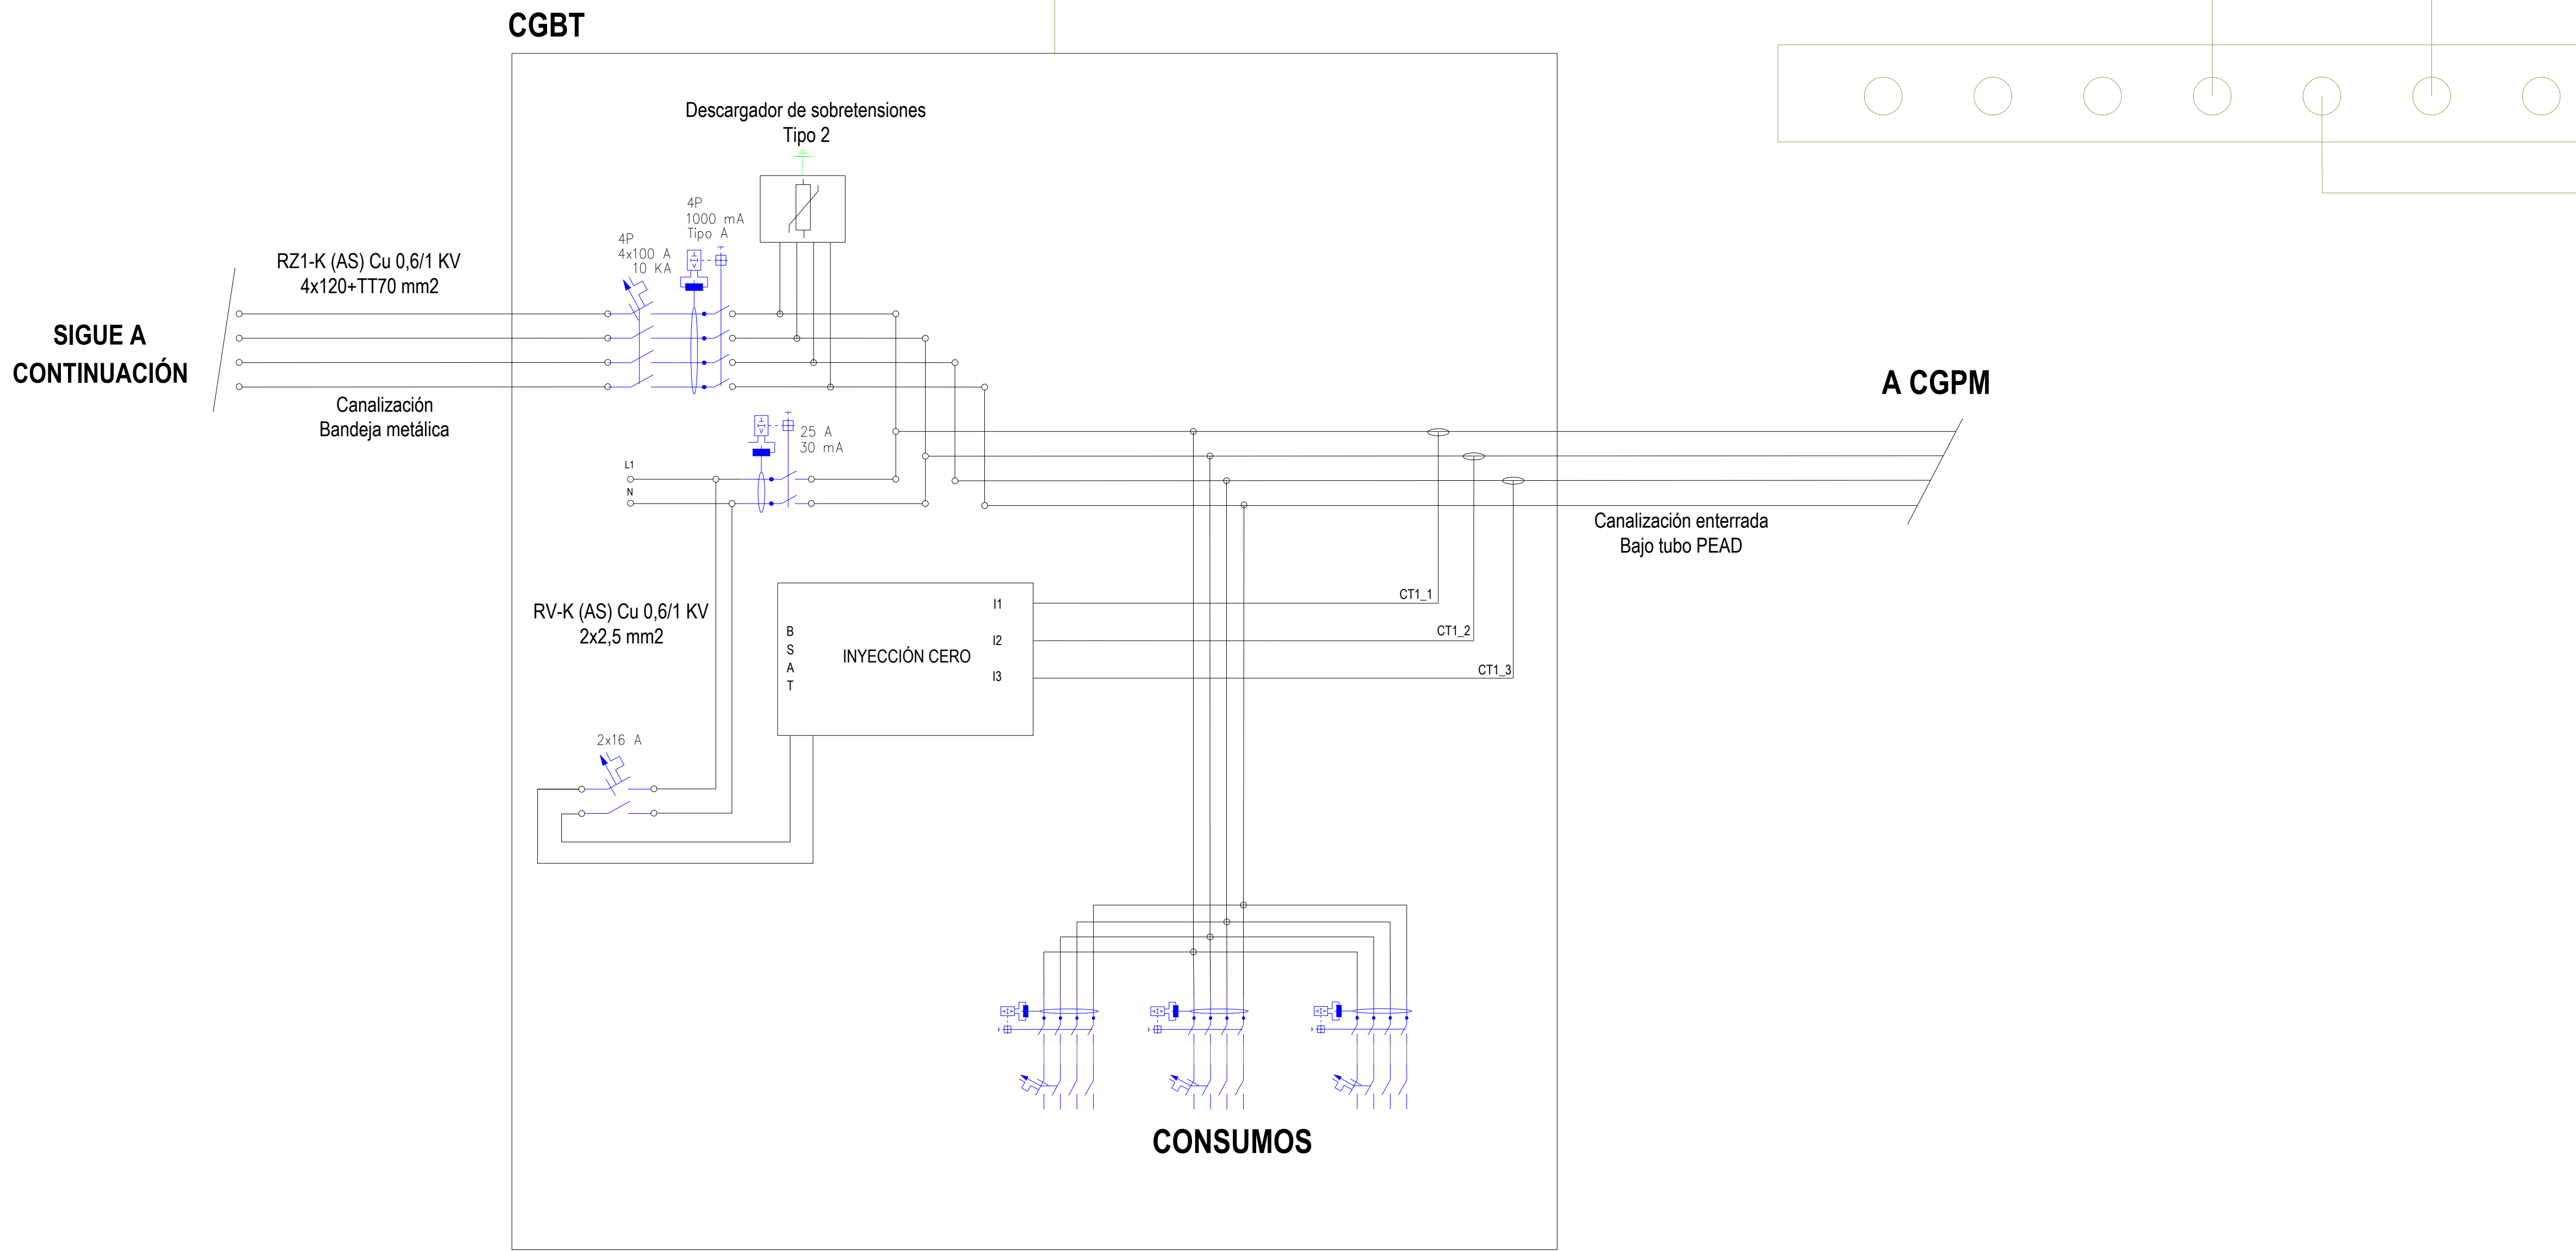 CGBT
Descargador de sobretensiones
Tipo 2
4P
1000 mA
Tipo A
4P
4x100 A
10 KA
RZ1-K (AS) Cu 0,6/1 KV
4x120+TT70 mm2
SIGUE A
CONTINUACIÓN
Canalización
Bandeja metálica
A CGPM
25 A
30 mA
L1
N
Canalización enterrada
Bajo tubo PEAD
RV-K (AS) Cu 0,6/1 KV
2x2,5 mm2
B
S
A
T
INYECCIÓN CERO
I1
I2
I3
CT1_1
CT1_2
CT1_3
2x16 A
CONSUMOS